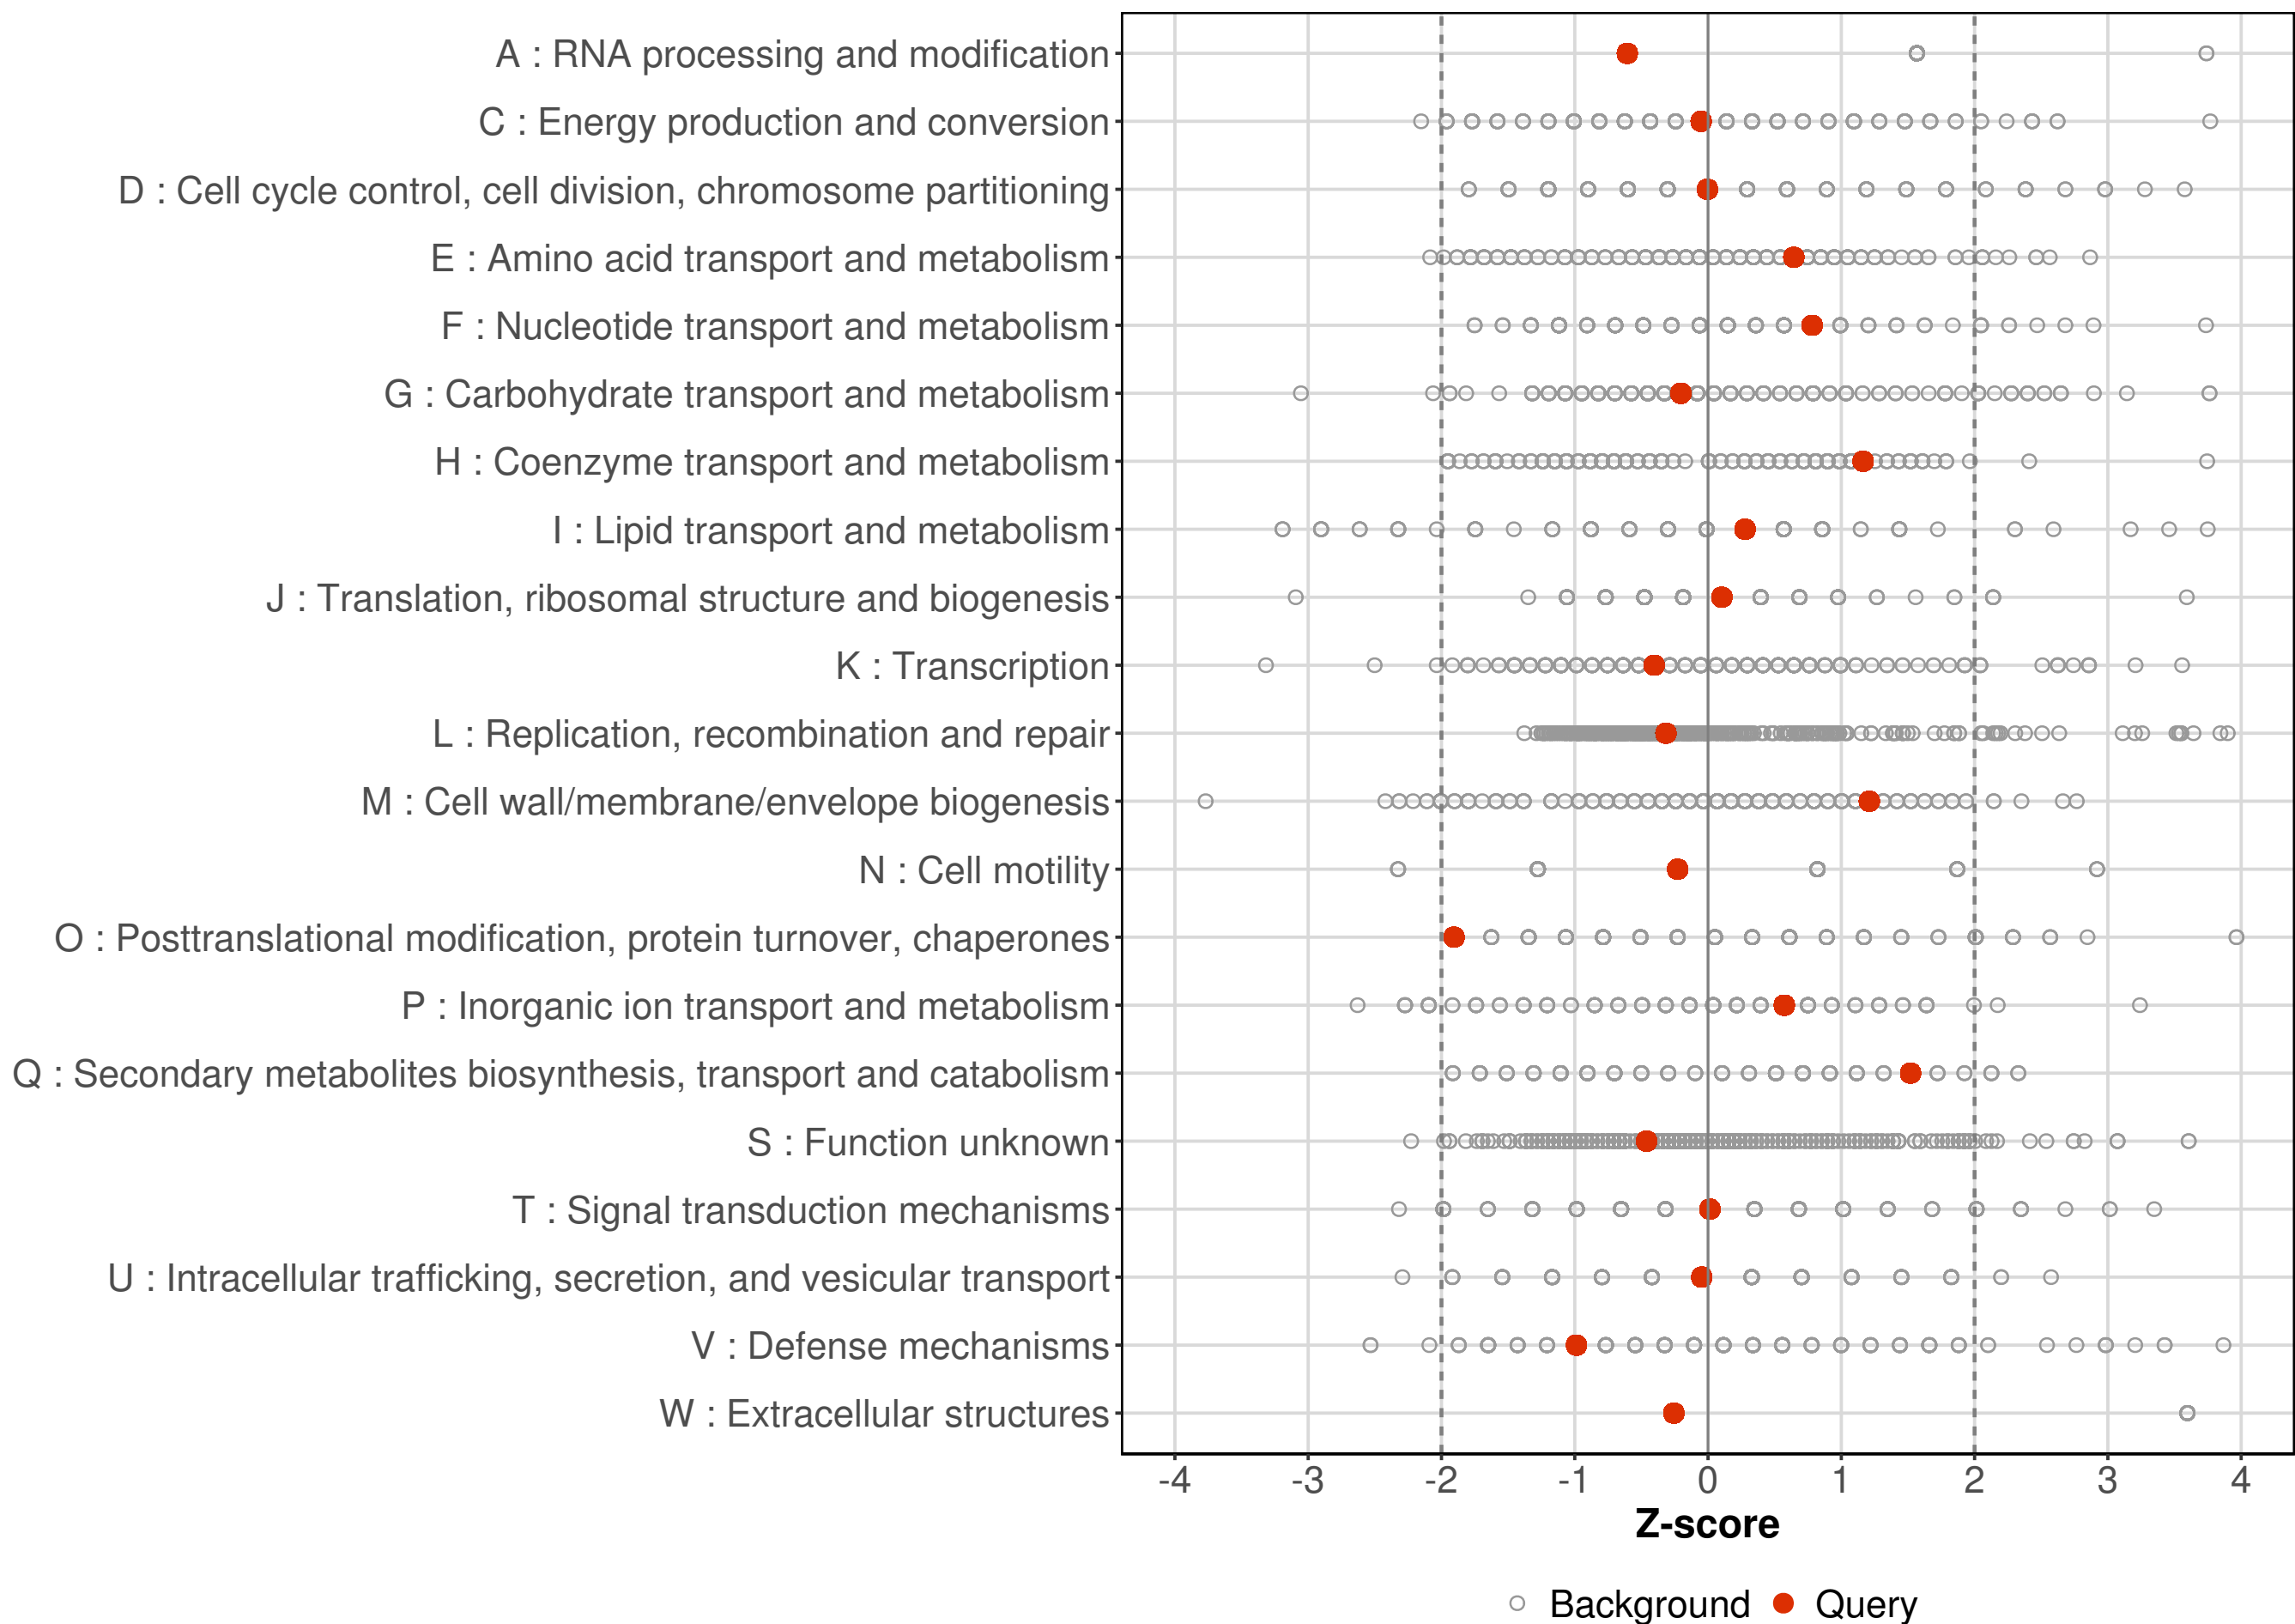 A : RNA processing and modification
C : Energy production and conversion
D : Cell cycle control, cell division, chromosome partitioning
E : Amino acid transport and metabolism
F : Nucleotide transport and metabolism
G : Carbohydrate transport and metabolism
H : Coenzyme transport and metabolism
I : Lipid transport and metabolism
J : Translation, ribosomal structure and biogenesis
K : Transcription
L : Replication, recombination and repair
M : Cell wall/membrane/envelope biogenesis
N : Cell motility
O : Posttranslational modification, protein turnover, chaperones
P : Inorganic ion transport and metabolism
Q : Secondary metabolites biosynthesis, transport and catabolism
S : Function unknown
T : Signal transduction mechanisms
U : Intracellular trafficking, secretion, and vesicular transport
V : Defense mechanisms
W : Extracellular structures
-4 -3 -2 -1 0 1 2 3 4
Z-score
Background Query